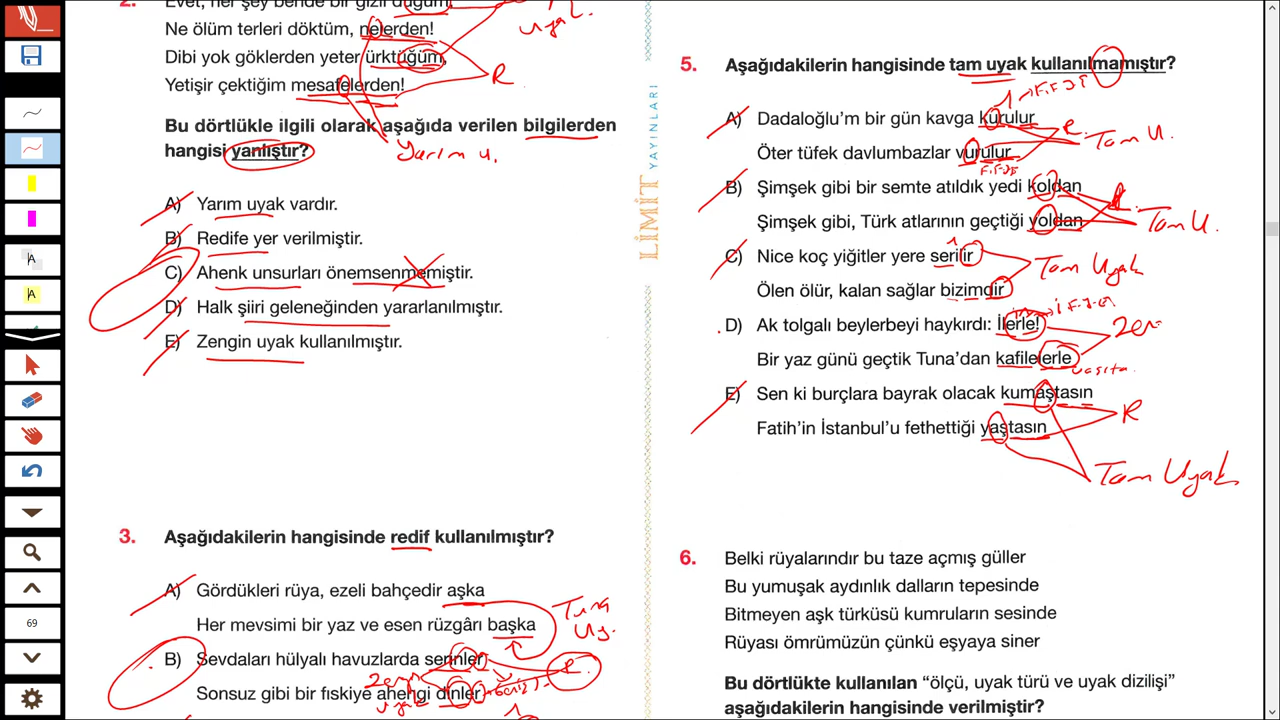 2.
Evet, her şey bende bir gizli düğüm,
Ne ölüm terleri döktüm, nelerden!
Dibi yok göklerden yeter ürktüğüm,
Yetişir çektiğim mesafelerden!
Uyak.
R
Bu dörtlükle ilgili olarak aşağıda verilen bilgilerden
hangisi yanlıştır?
Yarım u.
A) Yarım uyak vardır.
B) Redife yer verilmiştir.
C) Ahenk unsurları önemsenmemiştir.
D) Halk şiiri geleneğinden yararlanılmıştır.
E) Zengin uyak kullanılmıştır.
3. Aşağıdakilerin hangisinde redif kullanılmıştır?
A) Gördükleri rüya, ezeli bahçedir aşka
Her mevsimi bir yaz ve esen rüzgârı başka
Tunç
Uy.
B) Sevdaları hülyalı havuzlarda serinler
Sonsuz gibi bir fıskiye ahengi dinler
Zengin
uyak
R
LİMİT YAYINLARI
5. Aşağıdakilerin hangisinde tam uyak kullanılmamıştır?
A) Dadaloğlu’m bir gün kavga kurulur
Öter tüfek davlumbazlar vurulur
R.
Tam U.
B) Şimşek gibi bir semte atıldık yedi koldan
Şimşek gibi, Türk atlarının geçtiği yoldan
Tam U.
C) Nice koç yiğitler yere serilir
Ölen ölür, kalan sağlar bizimdir
Tam Uyak
D) Ak tolgalı beylerbeyi haykırdı: İlerle!
Bir yaz günü geçtik Tuna’dan kafilelerle
Zen
vasıta
E) Sen ki burçlara bayrak olacak kumaştasın
Fatih’in İstanbul’u fethettiği yaştasın
R
Tam Uyak
6. Belki rüyalarındır bu taze açmış güller
Bu yumuşak aydınlık dalların tepesinde
Bitmeyen aşk türküsü kumruların sesinde
Rüyası ömrümüzün çünkü eşyaya siner
Bu dörtlükte kullanılan “ölçü, uyak türü ve uyak dizilişi”
aşağıdakilerin hangisinde verilmiştir?
A
A
69